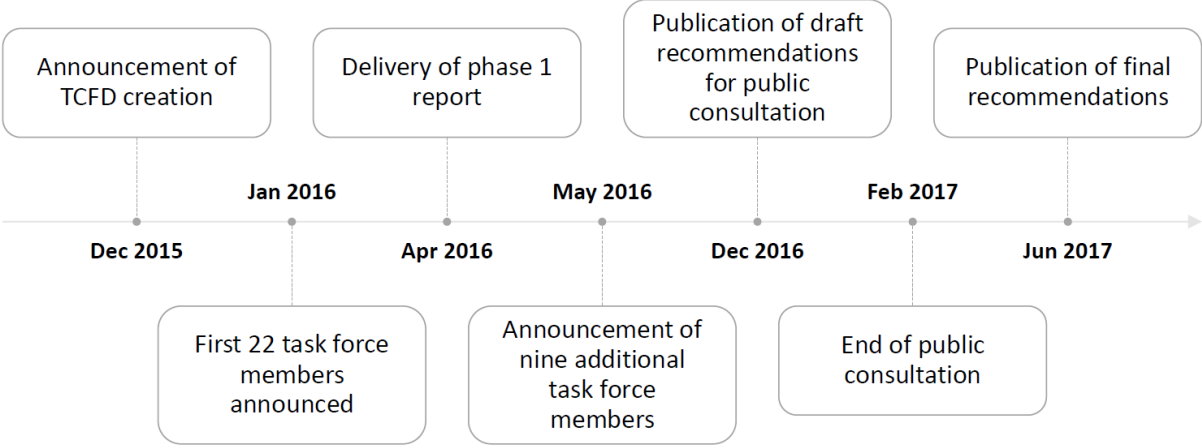 Announcement of
TCFD creation
Delivery of phase 1
report
Publication of draft
recommendations
for public
consultation
Publication of final
recommendations
Jan 2016
May 2016
Feb 2017
Dec 2015
Apr 2016
Dec 2016
Jun 2017
First 22 task force
members
announced
Announcement of
nine additional
task force
members
End of public
consultation